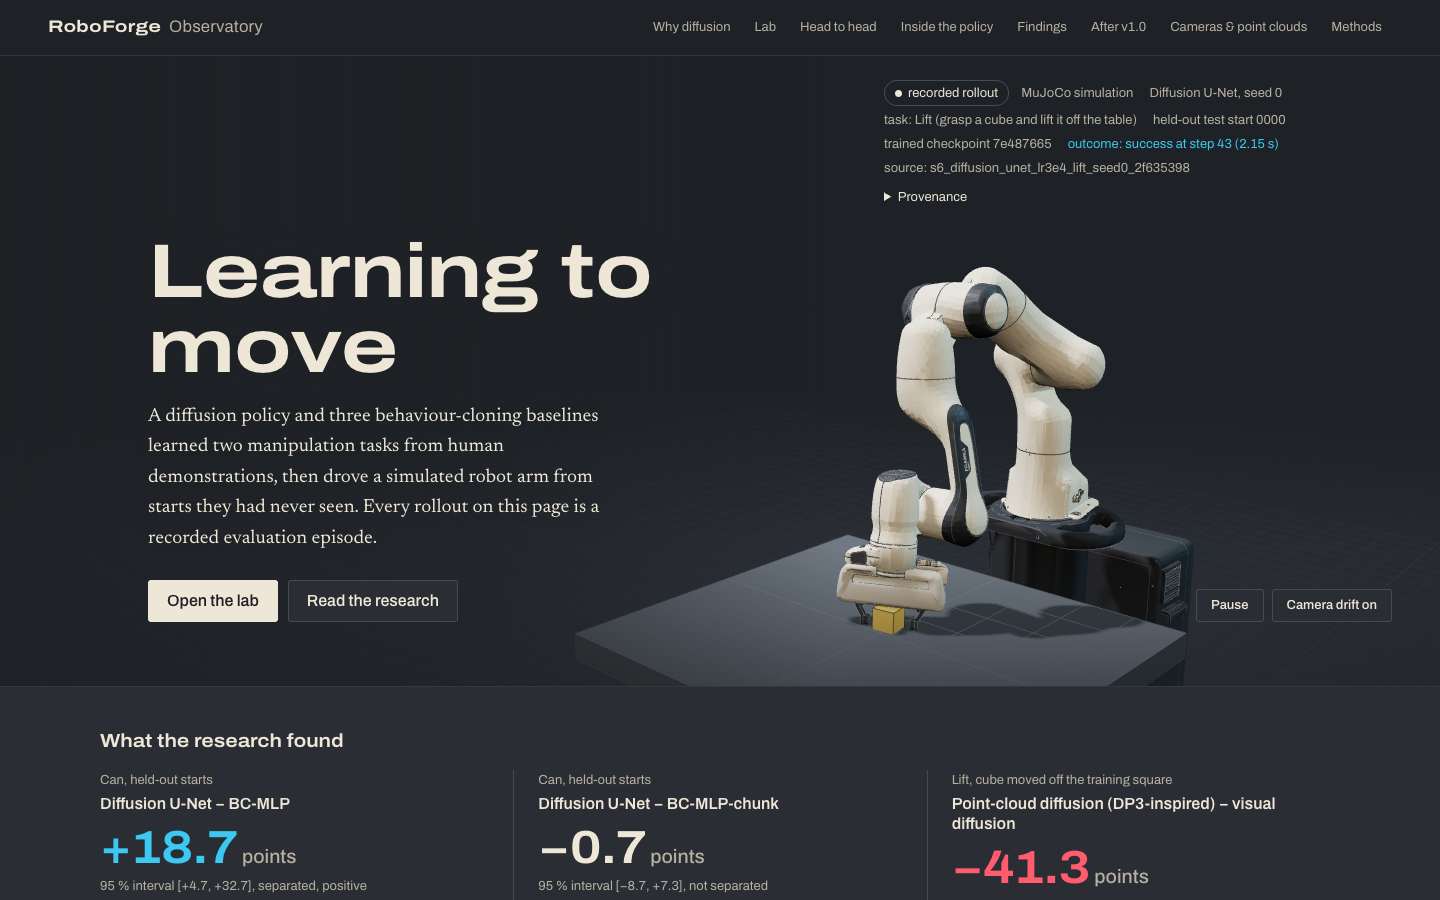 RoboForge Observatory
Why diffusion Lab Head to head Inside the policy Findings After v1.0 Cameras & point clouds Methods
recorded rollout MuJoCo simulation Diffusion U-Net, seed 0
task: Lift (grasp a cube and lift it off the table) held-out test start 0000
trained checkpoint 7e487665 outcome: success at step 43 (2.15 s)
source: s6_diffusion_unet_lr3e4_lift_seed0_2f635398
Provenance
Learning to
move
A diffusion policy and three behaviour-cloning baselines
learned two manipulation tasks from human
demonstrations, then drove a simulated robot arm from
starts they had never seen. Every rollout on this page is a
recorded evaluation episode.
Open the lab Read the research
Pause Camera drift on
What the research found
Can, held-out starts
Diffusion U-Net – BC-MLP
+18.7 points
95 % interval [+4.7, +32.7], separated, positive
Can, held-out starts
Diffusion U-Net – BC-MLP-chunk
−0.7 points
95 % interval [−8.7, +7.3], not separated
Lift, cube moved off the training square
Point-cloud diffusion (DP3-inspired) – visual
diffusion
−41.3 points